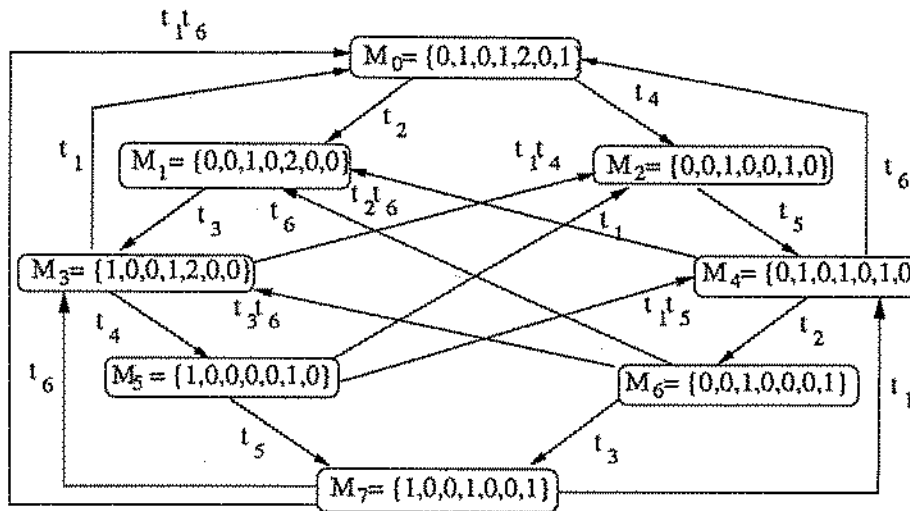 t1t6
M0= {0,1,0,1,2,0,1}
t2
t4
t1
M1= {0,0,1,0,2,0,0}
t1t4
M2= {0,0,1,0,0,1,0}
t6
t3
t6
t2t6
t1
t5
M3= {1,0,0,1,2,0,0}
M4= {0,1,0,1,0,1,0
t4
t3t6
t1t5
t2
t6
M5 = {1,0,0,0,0,1,0}
M6= {0,0,1,0,0,0,1}
t1
t5
t3
M7= {1,0,0,1,0,0,1}